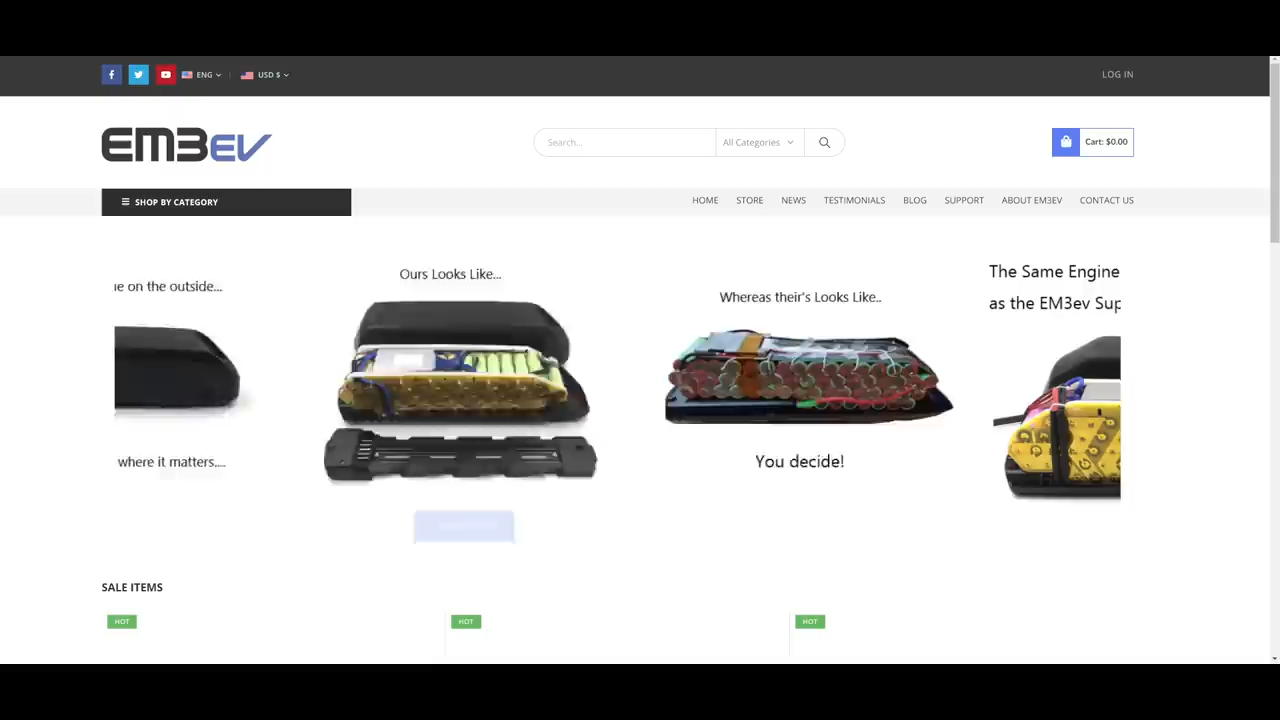 ENG
USD $
LOG IN
EM3EV
Search...
All Categories
Cart: $0.00
SHOP BY CATEGORY
HOME
STORE
NEWS
TESTIMONIALS
BLOG
SUPPORT
ABOUT EM3EV
CONTACT US
on the outside...
where it matters....
Ours Looks Like...
Whereas their's Looks Like..
You decide!
The Same Engine
as the EM3ev
SALE ITEMS
HOT
HOT
HOT